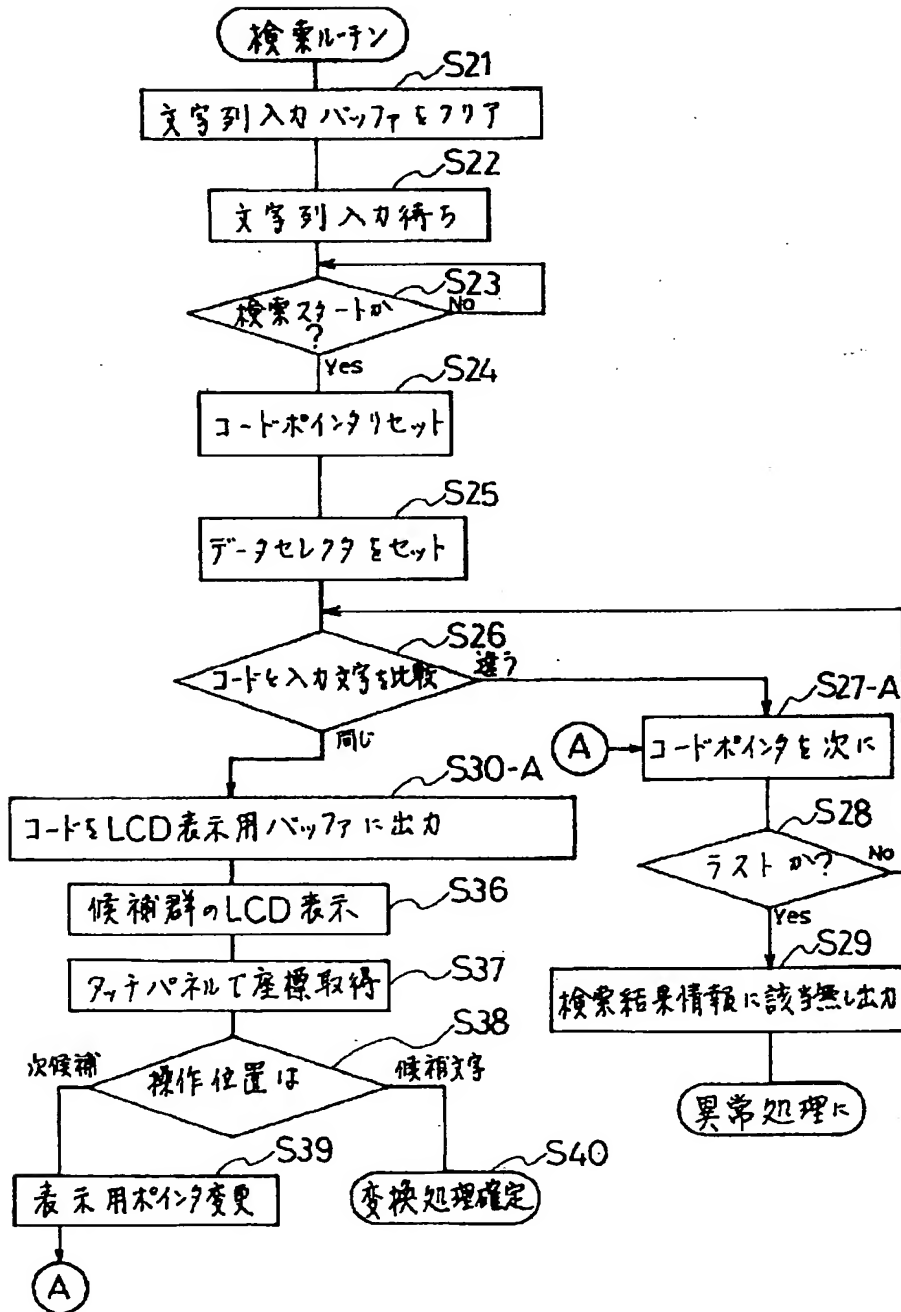 検索ルーチン
S21
文字列入力バッファをクリア
S22
文字列入力待ち
S23
検索スタートか
?
No
Yes
S24
コードポインタリセット
S25
データセレクタをセット
S26
コードと入力文字を比較
違う
同じ
S27-A
A
コードポインタを次に
S28
ラストか?
No
Yes
S29
検索結果情報に該当無し出力
異常処理に
S30-A
コードをLCD表示用バッファに出力
候補群のLCD表示
S36
タッチパネルで座標取得
S37
S38
操作位置は
次候補
候補文字
S39
表示用ポインタ変更
S40
変換処理確定
A